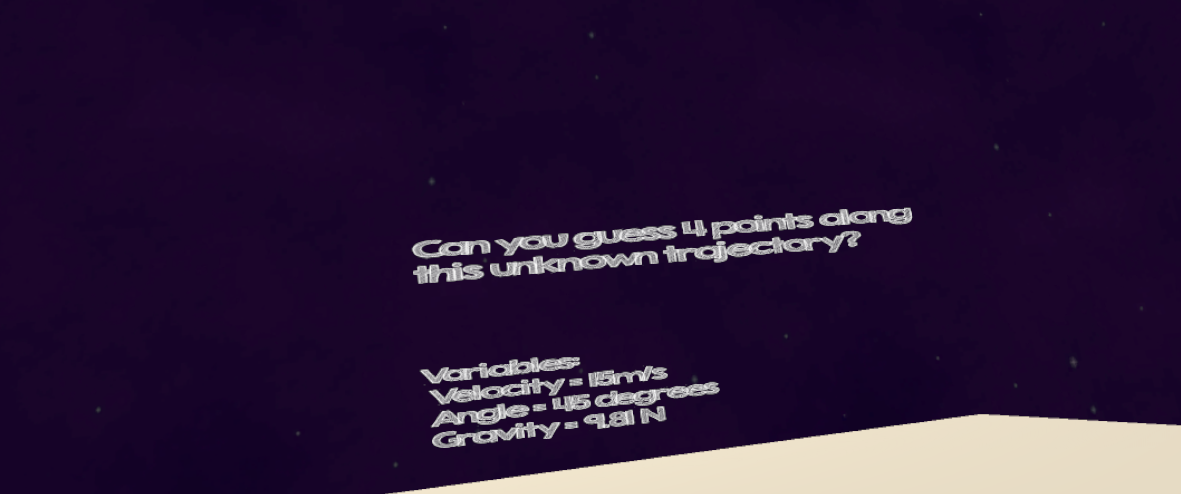 Can you guess 4 points along
this unknown trajectory?
Variables:
Velocity = 15m/s
Angle = 45 degrees
Gravity = 9.81 N